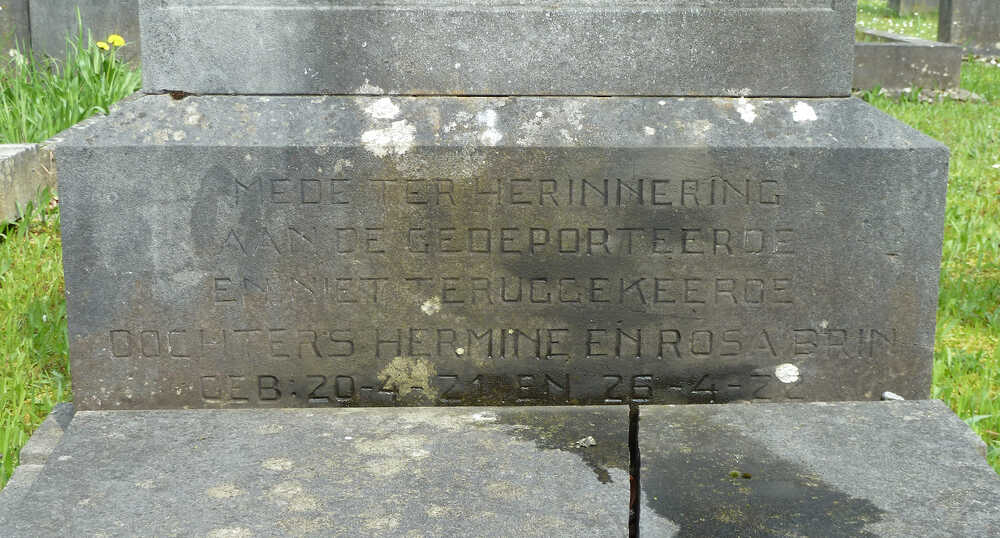 MEDE TER HERINNERING
AAN DE GEDEPORTEERDE
EN NIET TERUGGEKEERDE
DOCHTERS HERMINE EN ROSA BRIN
GEB: 20-4-21 EN 26-4-22